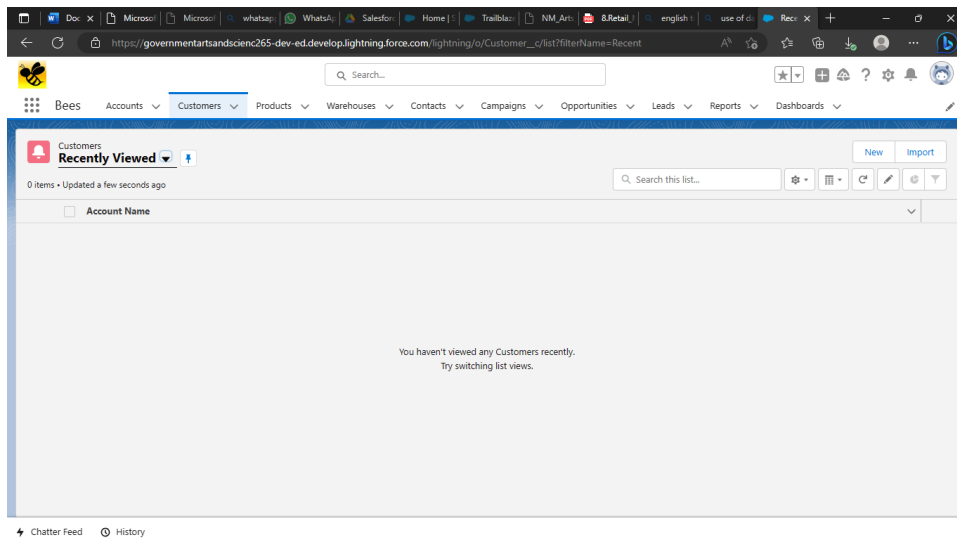 Doc
Microsof
Microsof
whatsap
WhatsAp
Salesforc
Home | S
Trailblaz
NM_Arts
8.Retail_
english t
use of da
Rece
https://governmentartsandscienc265-dev-ed.develop.lightning.force.com/lightning/o/Customer__c/list?filterName=Recent
Search...
Bees Accounts Customers Products Warehouses Contacts Campaigns Opportunities Leads Reports Dashboards
Customers
Recently Viewed
New Import
0 items • Updated a few seconds ago
Search this list...
Account Name
You haven't viewed any Customers recently.
Try switching list views.
Chatter Feed History